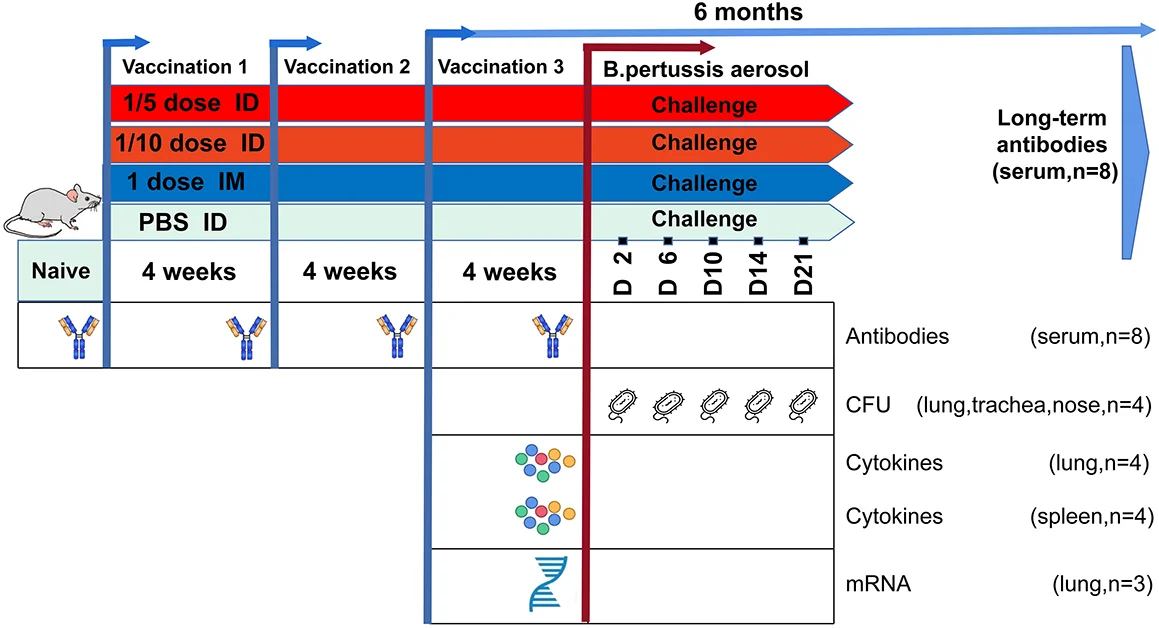 6 months
Vaccination 1
Vaccination 2
Vaccination 3
B.pertussis aerosol
1/5 dose ID
Challenge
1/10 dose ID
Challenge
1 dose IM
Challenge
PBS ID
Challenge
Long-term
antibodies
(serum,n=8)
Naive
4 weeks
4 weeks
4 weeks
D 2
D 6
D10
D14
D21
Antibodies (serum,n=8)
CFU (lung,trachea,nose,n=4)
Cytokines (lung,n=4)
Cytokines (spleen,n=4)
mRNA (lung,n=3)